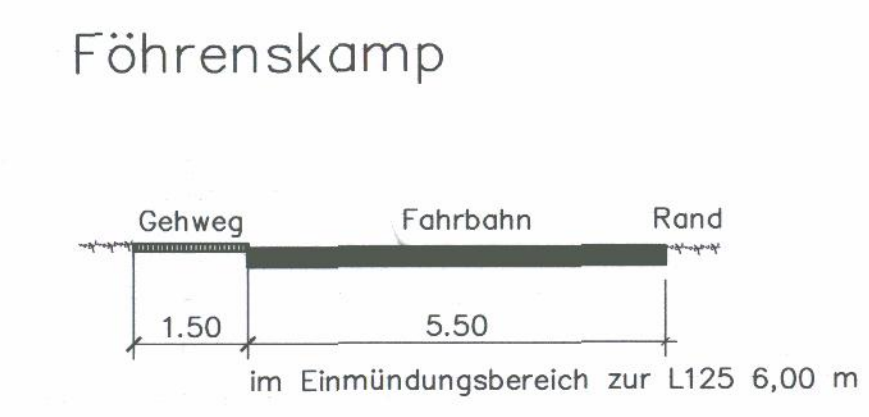 Föhrenskamp
Gehweg Fahrbahn Rand
1.50 5.50
im Einmündungsbereich zur L125 6,00 m